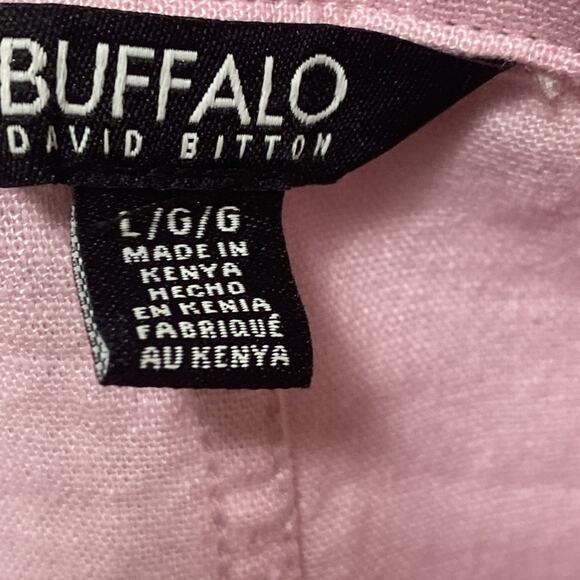 BUFFALO
DAVID BITTON
L/G/G
MADE IN
KENYA
HECHO
EN KENIA
FABRIQUÉ
AU KENYA